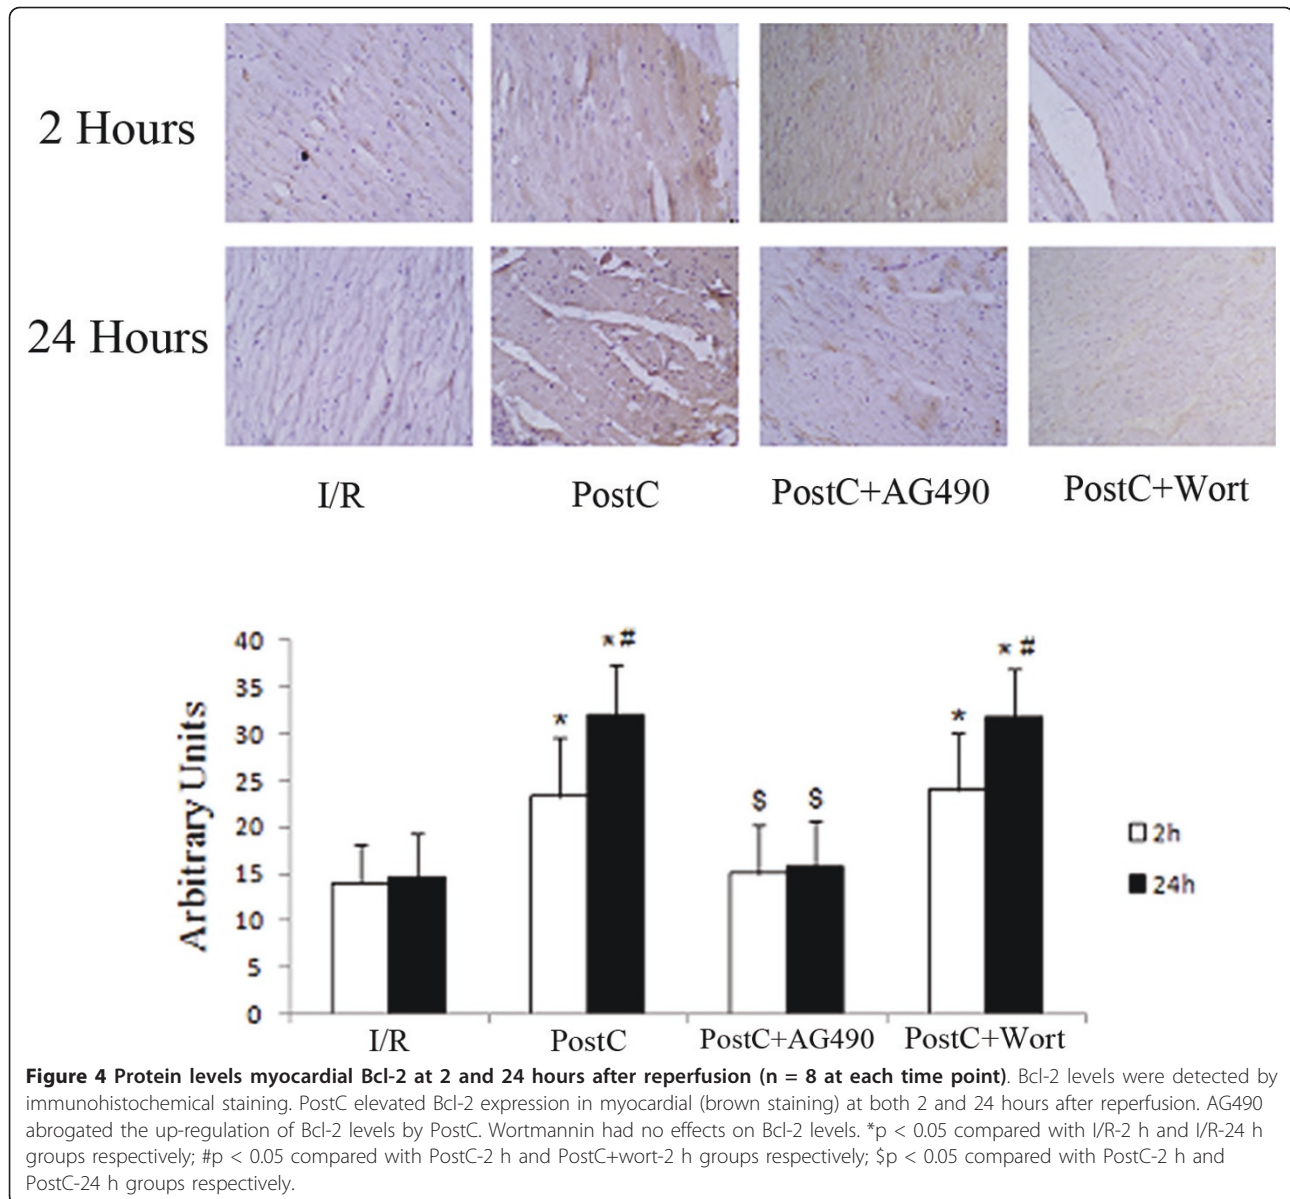 2 Hours
24 Hours
I/R PostC PostC+AG490 PostC+Wort
40
35
30
25
20
15
10
5
0
Arbitrary Units
*
*#
$
$
*
*#
2h
24h
I/R PostC PostC+AG490 PostC+Wort
Figure 4 Protein levels myocardial Bcl-2 at 2 and 24 hours after reperfusion (n = 8 at each time point). Bcl-2 levels were detected by
immunohistochemical staining. PostC elevated Bcl-2 expression in myocardial (brown staining) at both 2 and 24 hours after reperfusion. AG490
abrogated the up-regulation of Bcl-2 levels by PostC. Wortmannin had no effects on Bcl-2 levels. *p < 0.05 compared with I/R-2 h and I/R-24 h
groups respectively; #p < 0.05 compared with PostC-2 h and PostC+wort-2 h groups respectively; $p < 0.05 compared with PostC-2 h and
PostC-24 h groups respectively.